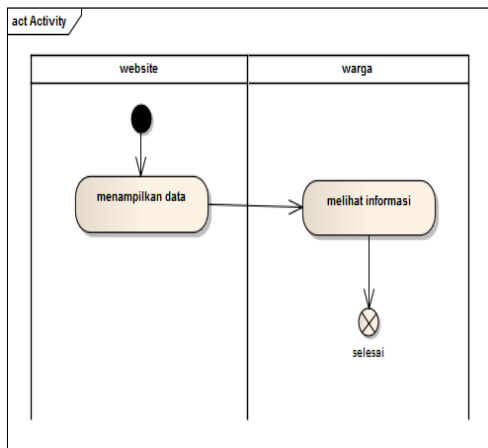 act Activity
website
warga
menampilkan data
melihat informasi
selesai